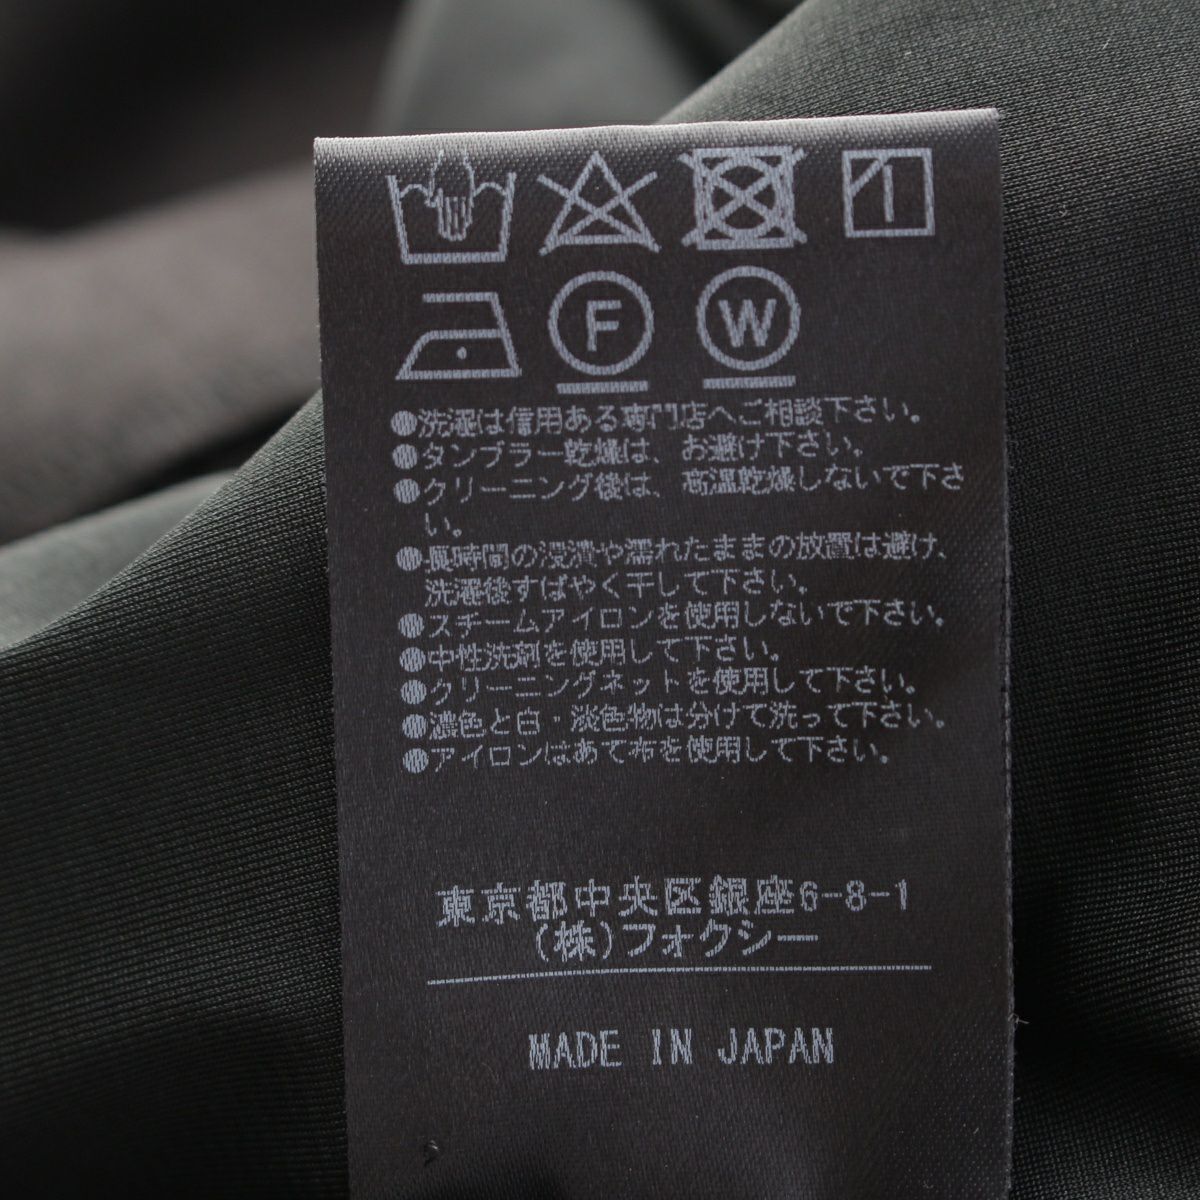 F W
●洗濯は信用ある専門店へご相談下さい。
●タンブラー乾燥は、お避け下さい。
●クリーニング後は、高温乾燥しないで下さ
い。
●長時間の浸漬や濡れたままの放置は避け、
洗濯後すばやく干して下さい。
●スチームアイロンを使用しないで下さい。
●中性洗剤を使用して下さい。
●クリーニングネットを使用して下さい。
●濃色と白・淡色物は分けて洗って下さい。
●アイロンはあて布を使用して下さい。
東京都中央区銀座6-8-1
(株)フォクシー
MADE IN JAPAN